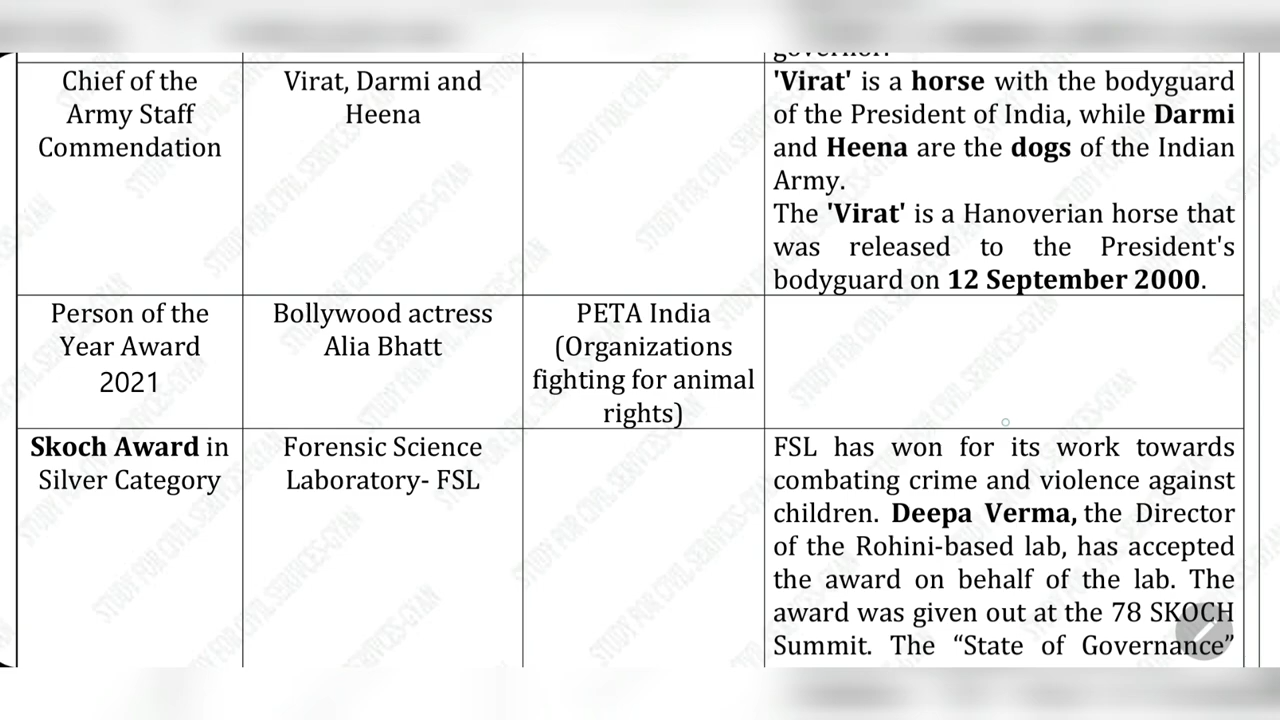 governor.
Chief of the
Army Staff
Commendation
Virat, Darmi and
Heena
'Virat' is a horse with the bodyguard
of the President of India, while Darmi
and Heena are the dogs of the Indian
Army.
The 'Virat' is a Hanoverian horse that
was released to the President's
bodyguard on 12 September 2000.
Person of the
Year Award
2021
Bollywood actress
Alia Bhatt
PETA India
(Organizations
fighting for animal
rights)
Skoch Award in
Silver Category
Forensic Science
Laboratory- FSL
FSL has won for its work towards
combating crime and violence against
children. Deepa Verma, the Director
of the Rohini-based lab, has accepted
the award on behalf of the lab. The
award was given out at the 78 SKOCH
Summit. The “State of Governance”
STUDY FOR CIVIL SERVICES-GYAN